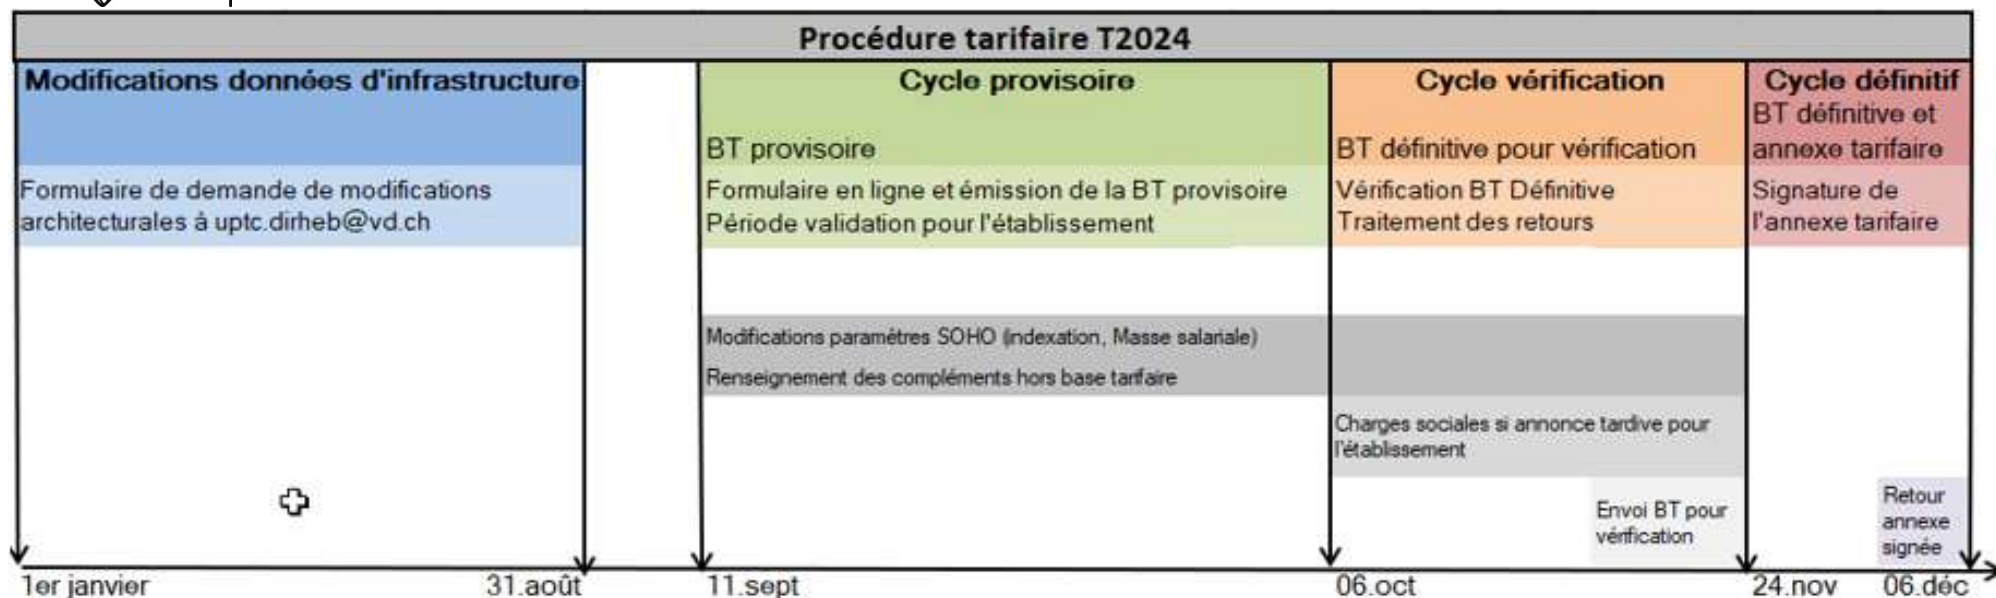 Procédure tarifaire T2024
Modifications données d'infrastructure
Formulaire de demande de modifications
architecturales à uptc.dirheb@vd.ch
Cycle provisoire
BT provisoire
Formulaire en ligne et émission de la BT provisoire
Période validation pour l'établissement
Cycle vérification
BT définitive pour vérification
Vérification BT Définitive
Traitement des retours
Cycle définitif
BT définitive et
annexe tarifaire
Signature de
l'annexe tarifaire
Modifications paramètres SOHO (indexation, Masse salariale)
Renseignement des compléments hors base tarifaire
Charges sociales si annonce tardive pour
l'établissement
Envoi BT pour
vérification
Retour
annexe
signée
1er janvier
31.août
11.sept
06.oct
24.nov
06.déc